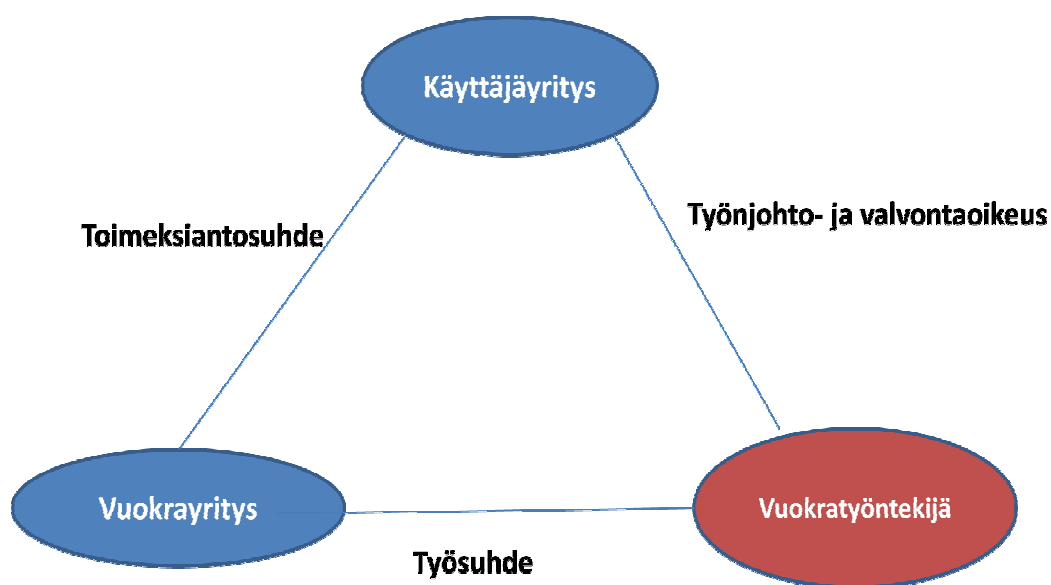 Käyttäjäyritys
Toimeksiantosuhde
Työnjohto- ja valvontaoikeus
Vuokrayritys
Vuokratyöntekijä
Työsuhde